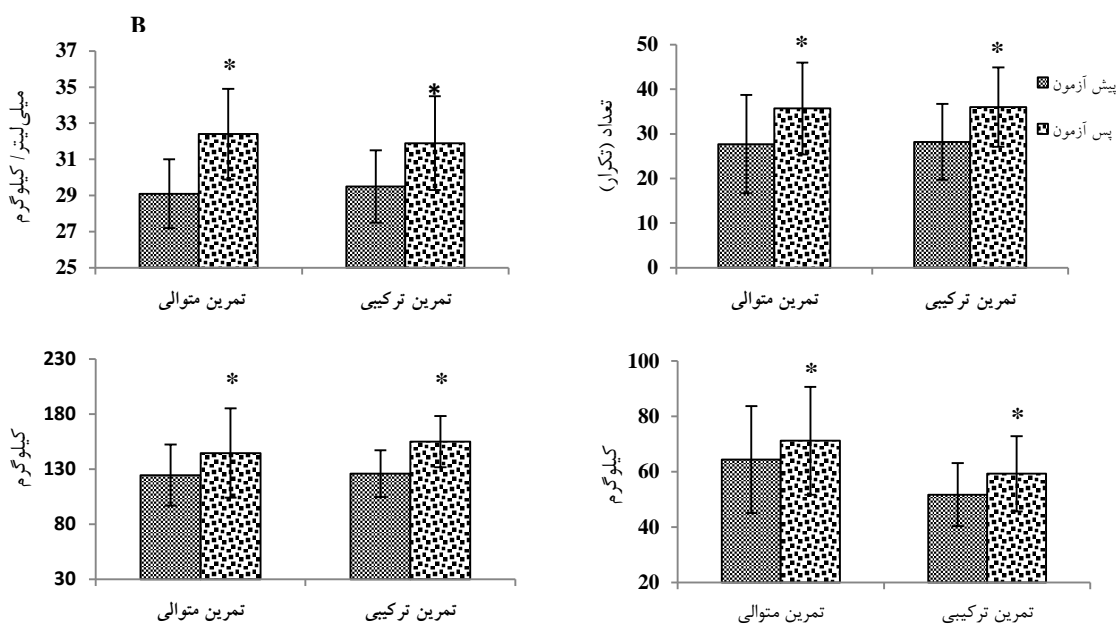 B
37
35
33
31
29
27
25
میلی لیتر / کیلوگرم
*
*
تمرین متوالی
تمرین ترکیبی
50
40
30
20
10
0
تعداد (تکرار)
*
*
تمرین متوالی
تمرین ترکیبی
پیش آزمون
پس آزمون
230
180
130
80
30
کیلوگرم
*
*
تمرین متوالی
تمرین ترکیبی
100
80
60
40
20
کیلوگرم
*
*
تمرین متوالی
تمرین ترکیبی